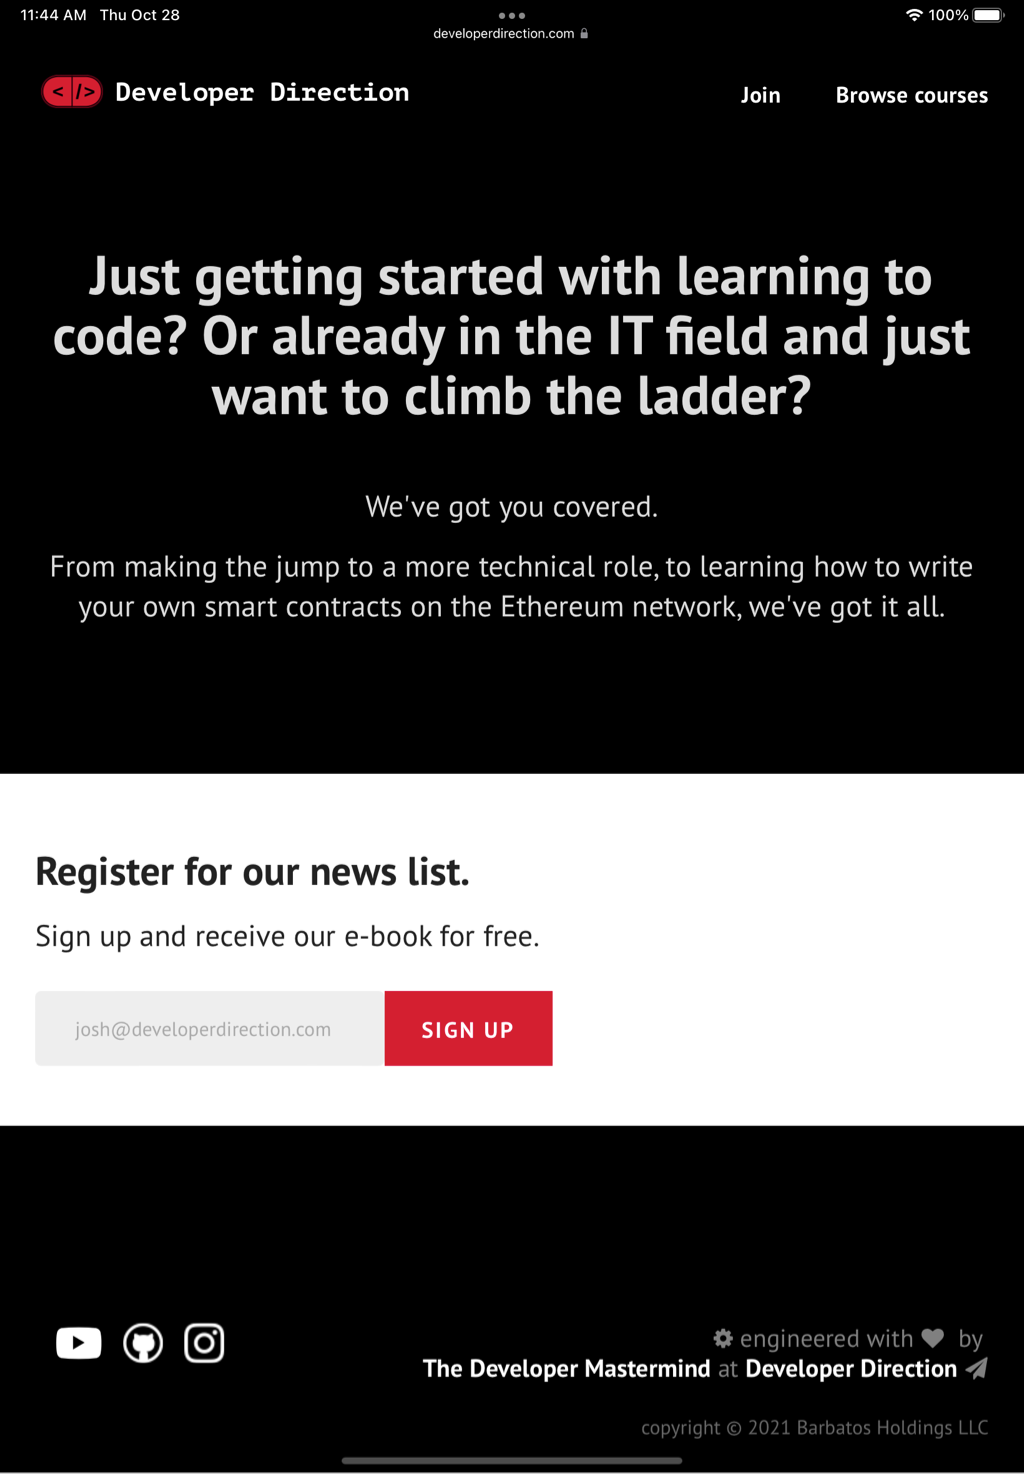 11:44 AM Thu Oct 28
100%
developerdirection.com
</> Developer Direction
Join
Browse courses
Just getting started with learning to
code? Or already in the IT field and just
want to climb the ladder?
We've got you covered.
From making the jump to a more technical role, to learning how to write
your own smart contracts on the Ethereum network, we've got it all.
Register for our news list.
Sign up and receive our e-book for free.
josh@developerdirection.com
SIGN UP
engineered with by
The Developer Mastermind at Developer Direction
copyright © 2021 Barbatos Holdings LLC